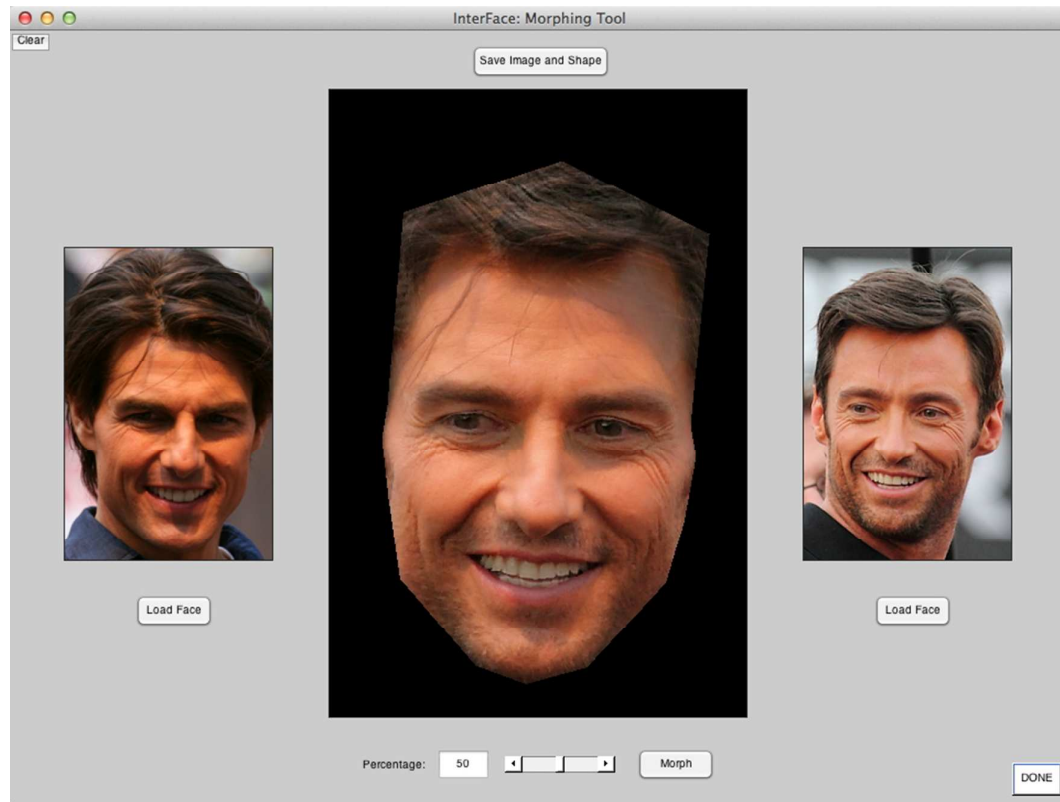 InterFace: Morphing Tool
Clear
Save Image and Shape
Load Face
Load Face
Percentage:
50
Morph
DONE